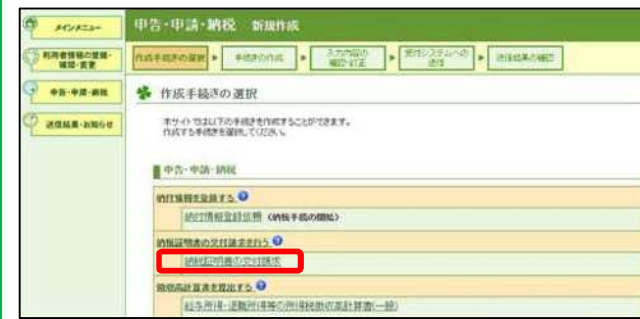 メインメニュー
利用者情報の登録・
確認・変更
申告・申請・納税
送信結果・お知らせ
申告・申請・納税 新規作成
作成手続きの選択
手続きの作成
入力内容の
確認・訂正
受付システムへの
送信
送信結果の確認
作成手続きの選択
本サイトでは以下の手続きを作成することができます。
作成する手続きを選択してください。
申告・申請・納税
納付情報を登録する
納付情報登録依頼 (納税手続の開始)
納税証明書の交付請求を行う
納税証明書の交付請求
徴収高計算書を提出する
給与所得・退職所得等の所得税徴収高計算書(一般)